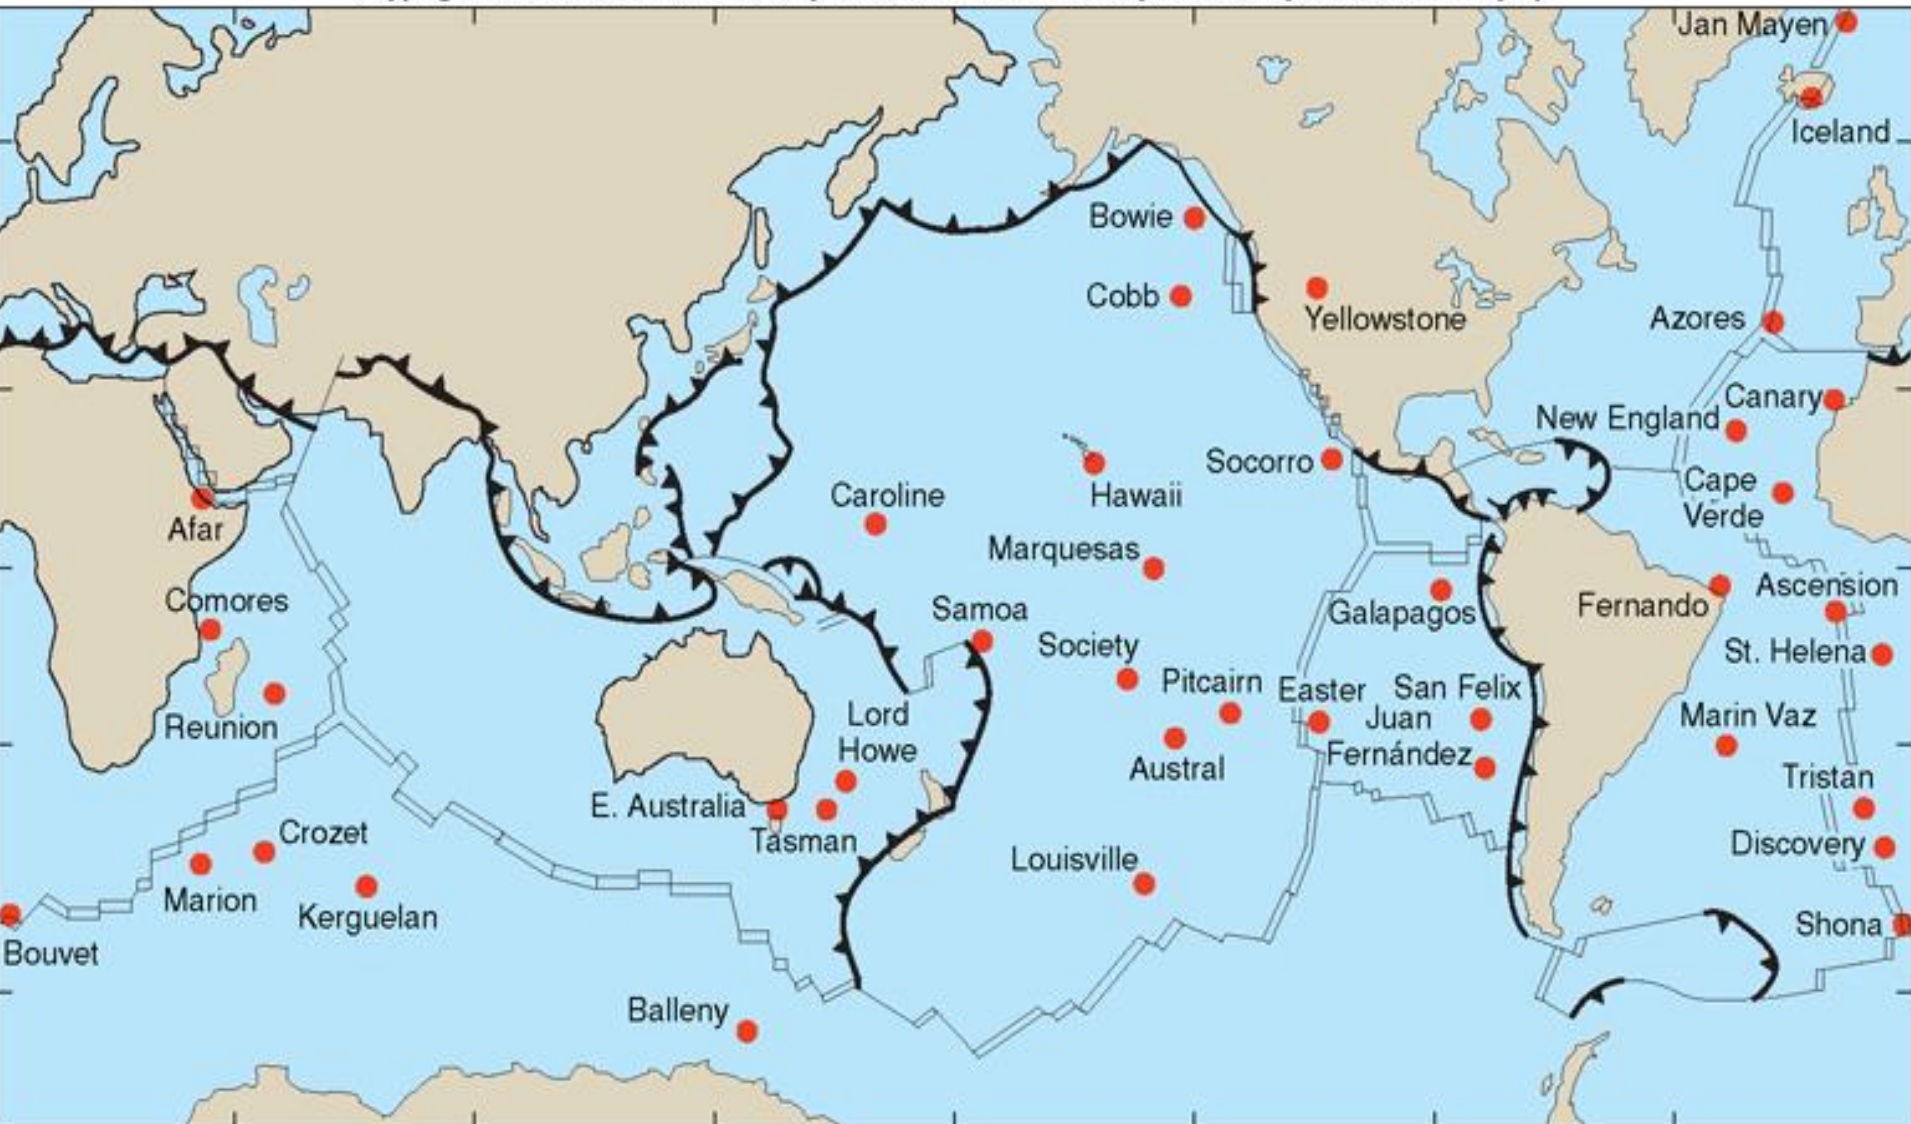 Jan Mayen
Iceland
Bowie
Cobb
Yellowstone
Azores
Canary
New England
Socorro
Cape
Verde
Hawaii
Caroline
Afar
Marquesas
Ascension
Comores
Samoa
Galapagos
Fernando
Society
St. Helena
Pitcairn
Easter
San Felix
Reunion
Lord
Howe
Juan
Fernández
Marin Vaz
Austral
Tristan
E. Australia
Tasman
Crozet
Discovery
Louisville
Marion
Kerguelan
Shona
Bouvet
Balleny